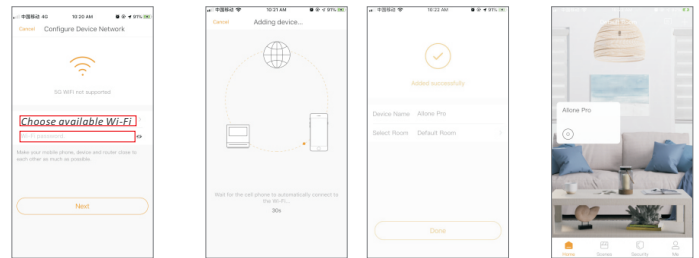 中国移动 4G 10:20 AM 91%
Cancel Configure Device Network
5G WIFI not supported.
Choose available Wi-Fi
Wi-Fi password
Make your mobile phone, device and router close to
each other as much as possible.
Next
中国移动 10:21 AM 91%
Cancel Adding device...
Wait for the cell phone to automatically connect to
the Wi-Fi...
30s
中国移动 10:22 AM 91%
Added successfully
Device Name Allone Pro
Select Room Default Room
Done
Allone Pro
Home Scenes Security Me